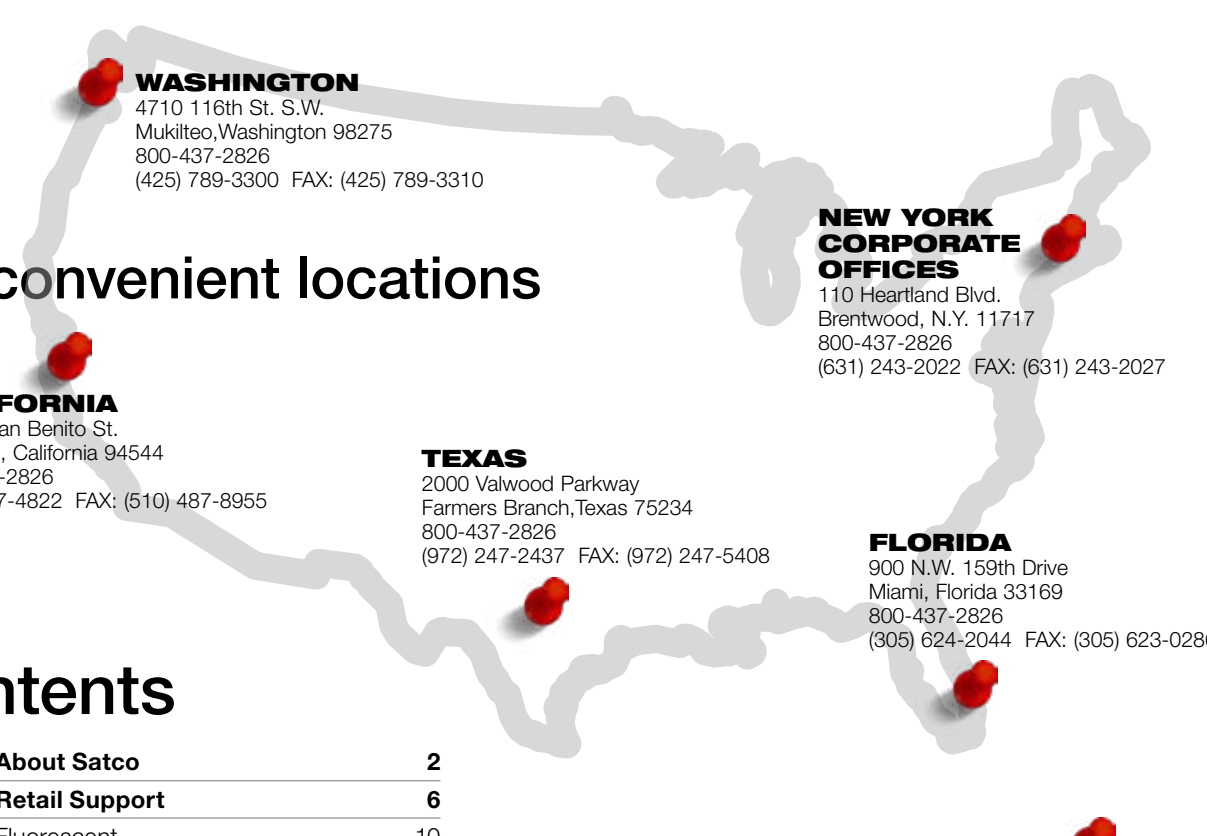 WASHINGTON
4710 116th St. S.W.
Mukilteo,Washington 98275
800-437-2826
(425) 789-3300 FAX: (425) 789-3310
convenient locations
NEW YORK
CORPORATE
OFFICES
110 Heartland Blvd.
Brentwood, N.Y. 11717
800-437-2826
(631) 243-2022 FAX: (631) 243-2027
FORNIA
an Benito St.
, California 94544
-2826
7-4822 FAX: (510) 487-8955
TEXAS
2000 Valwood Parkway
Farmers Branch,Texas 75234
800-437-2826
(972) 247-2437 FAX: (972) 247-5408
FLORIDA
900 N.W. 159th Drive
Miami, Florida 33169
800-437-2826
(305) 624-2044 FAX: (305) 623-028
ntents
About Satco 2
Retail Support 6
Fluorescent 10